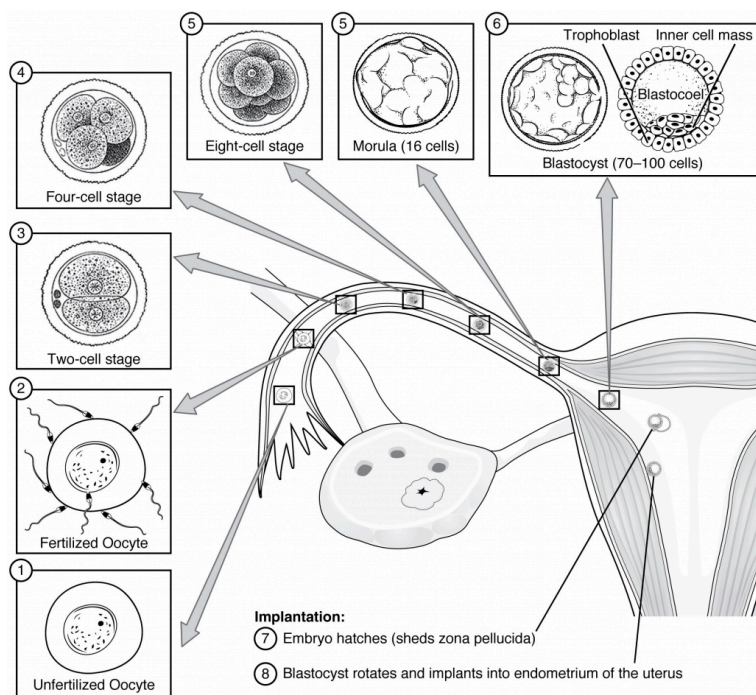 5
5
6
4
Eight-cell stage
Morula (16 cells)
Trophoblast
Inner cell mass
Blastocoel
Blastocyst (70–100 cells)
Four-cell stage
3
Two-cell stage
2
Fertilized Oocyte
1
Unfertilized Oocyte
Implantation:
7 Embryo hatches (sheds zona pellucida)
8 Blastocyst rotates and implants into endometrium of the uterus